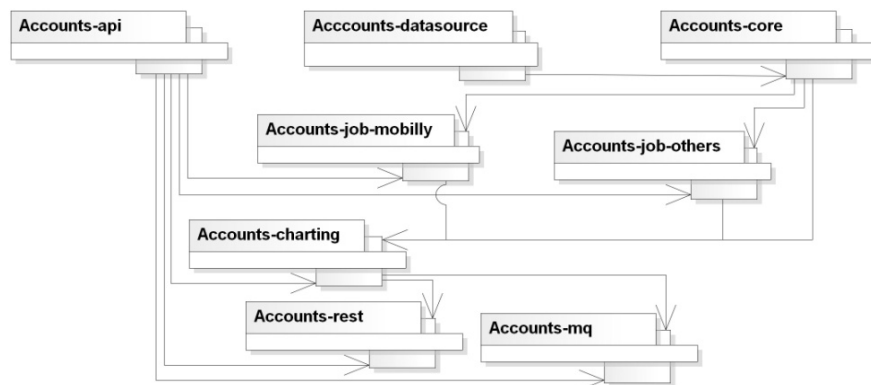 Accounts-api
Acccounts-datasource
Accounts-core
Accounts-job-mobilly
Accounts-job-others
Accounts-charting
Accounts-rest
Accounts-mq